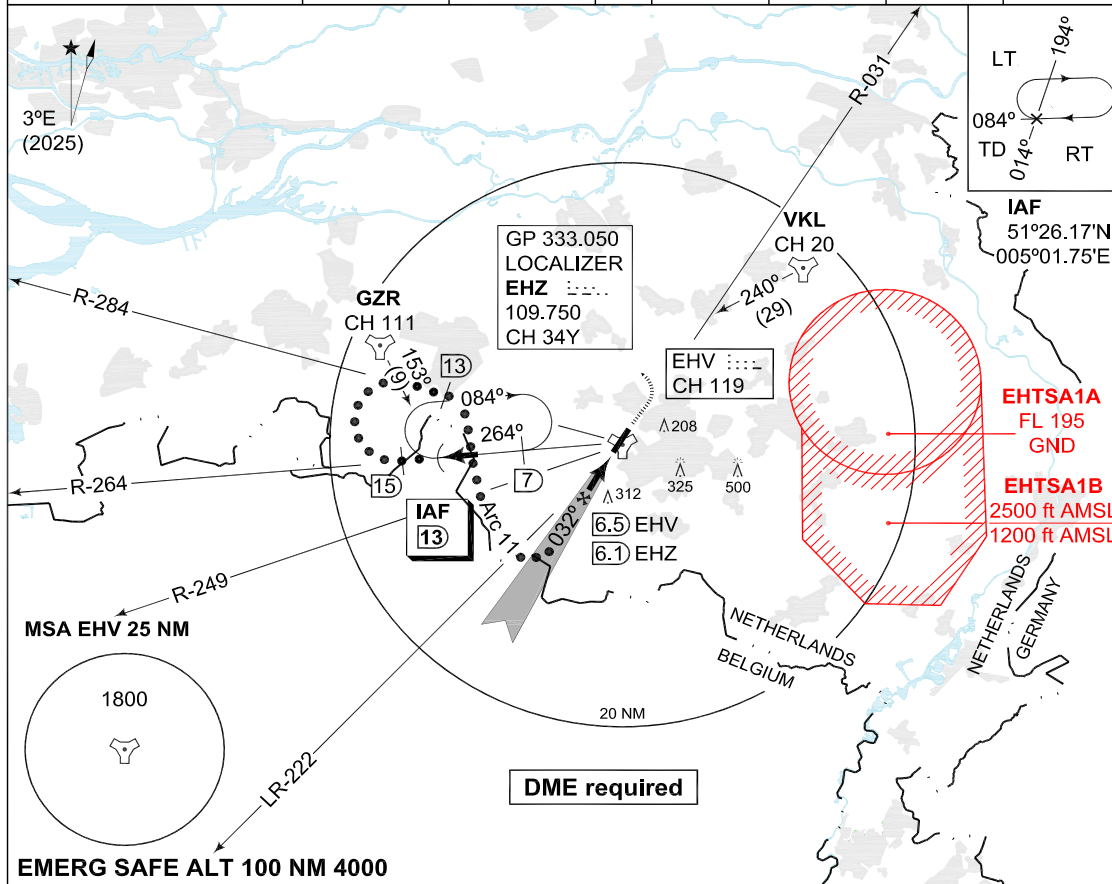 3ºE
(2025)
R-031
LT
194º
084º
TD
014º
RT
IAF
51°26.17'N
005°01.75'E
GP 333.050
LOCALIZER
EHZ
109.750
CH 34Y
VKL
CH 20
240º
(29)
R-284
GZR
CH 111
153º
(9)
13
084º
264º
EHV
CH 119
208
325
500
312
EHTSA1A
FL 195
GND
EHTSA1B
2500 ft AMSL
1200 ft AMSL
R-264
15
7
IAF
13
Arc 11
032º
6.5 EHV
6.1 EHZ
R-249
MSA EHV 25 NM
1800
NETHERLANDS
BELGIUM
NETHERLANDS
GERMANY
20 NM
LR-222
DME required
EMERG SAFE ALT 100 NM 4000